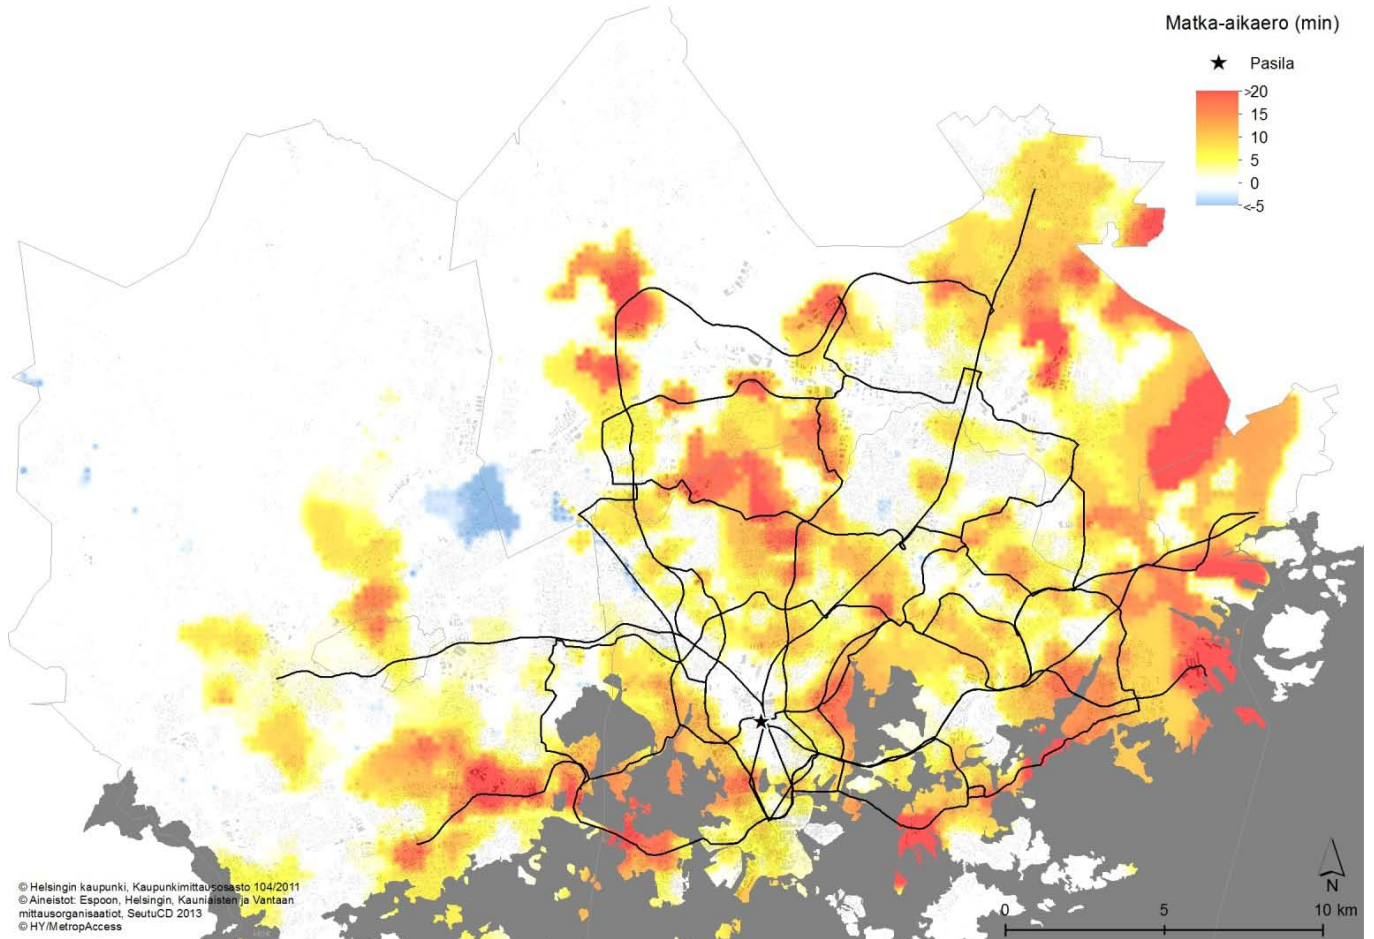 Matka-aikaero (min)
Pasila
>20
15
10
5
0
<-5
© Helsingin kaupunki, Kaupunkimittausosasto 104/2011
© Aineistot: Espoon, Helsingin, Kauniaisten ja Vantaan
mittausorganisaatiot, SeutuCD 2013
© HY/MetropAccess
N
0 5 10 km